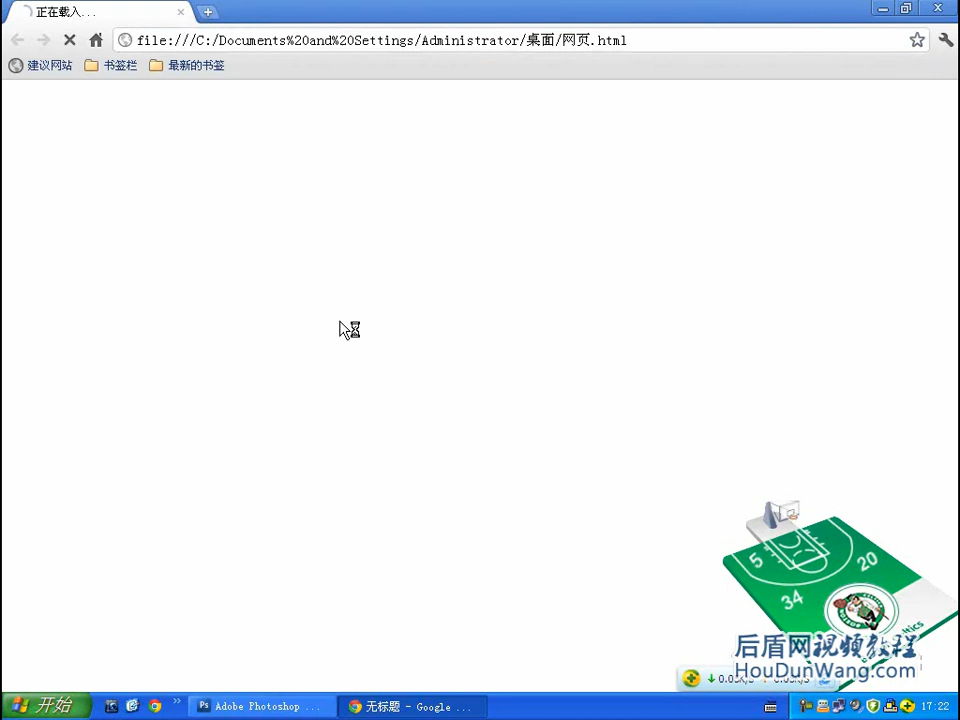 正在载入...
file:///C:/Documents%20and%20Settings/Administrator/桌面/网页.html
建议网站 书签栏 最新的书签
5
20
34
后盾网视频教程
HouDunWang.com
开始 Adobe Photoshop ... 无标题 - Google ... 17:22